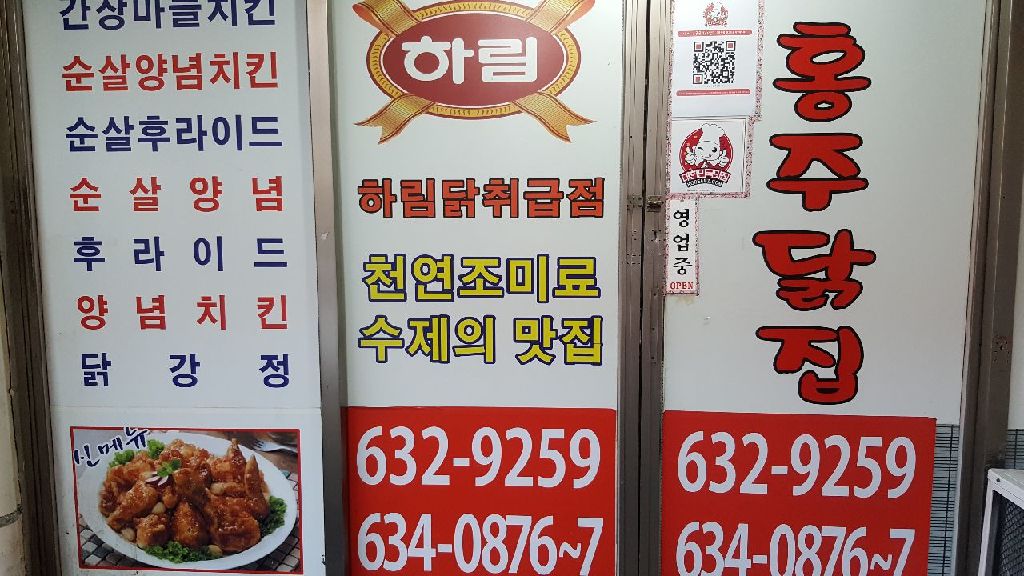 간장마늘치킨
순살양념치킨
순살후라이드
순살양념
후라이드
양념치킨
닭강정
신메뉴
하림
하림닭취급점
천연조미료
수제의 맛집
632-9259
634-0876~7
영업중
OPEN
홍주닭집
632-9259
634-0876~7